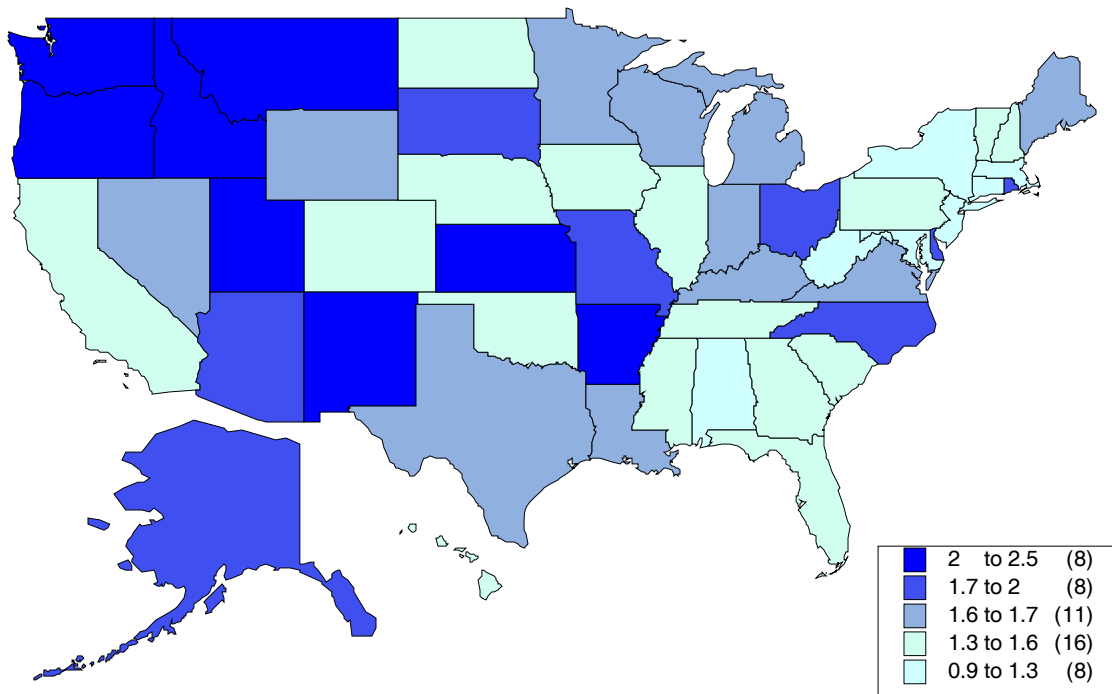 2 to 2.5 (8)
1.7 to 2 (8)
1.6 to 1.7 (11)
1.3 to 1.6 (16)
0.9 to 1.3 (8)